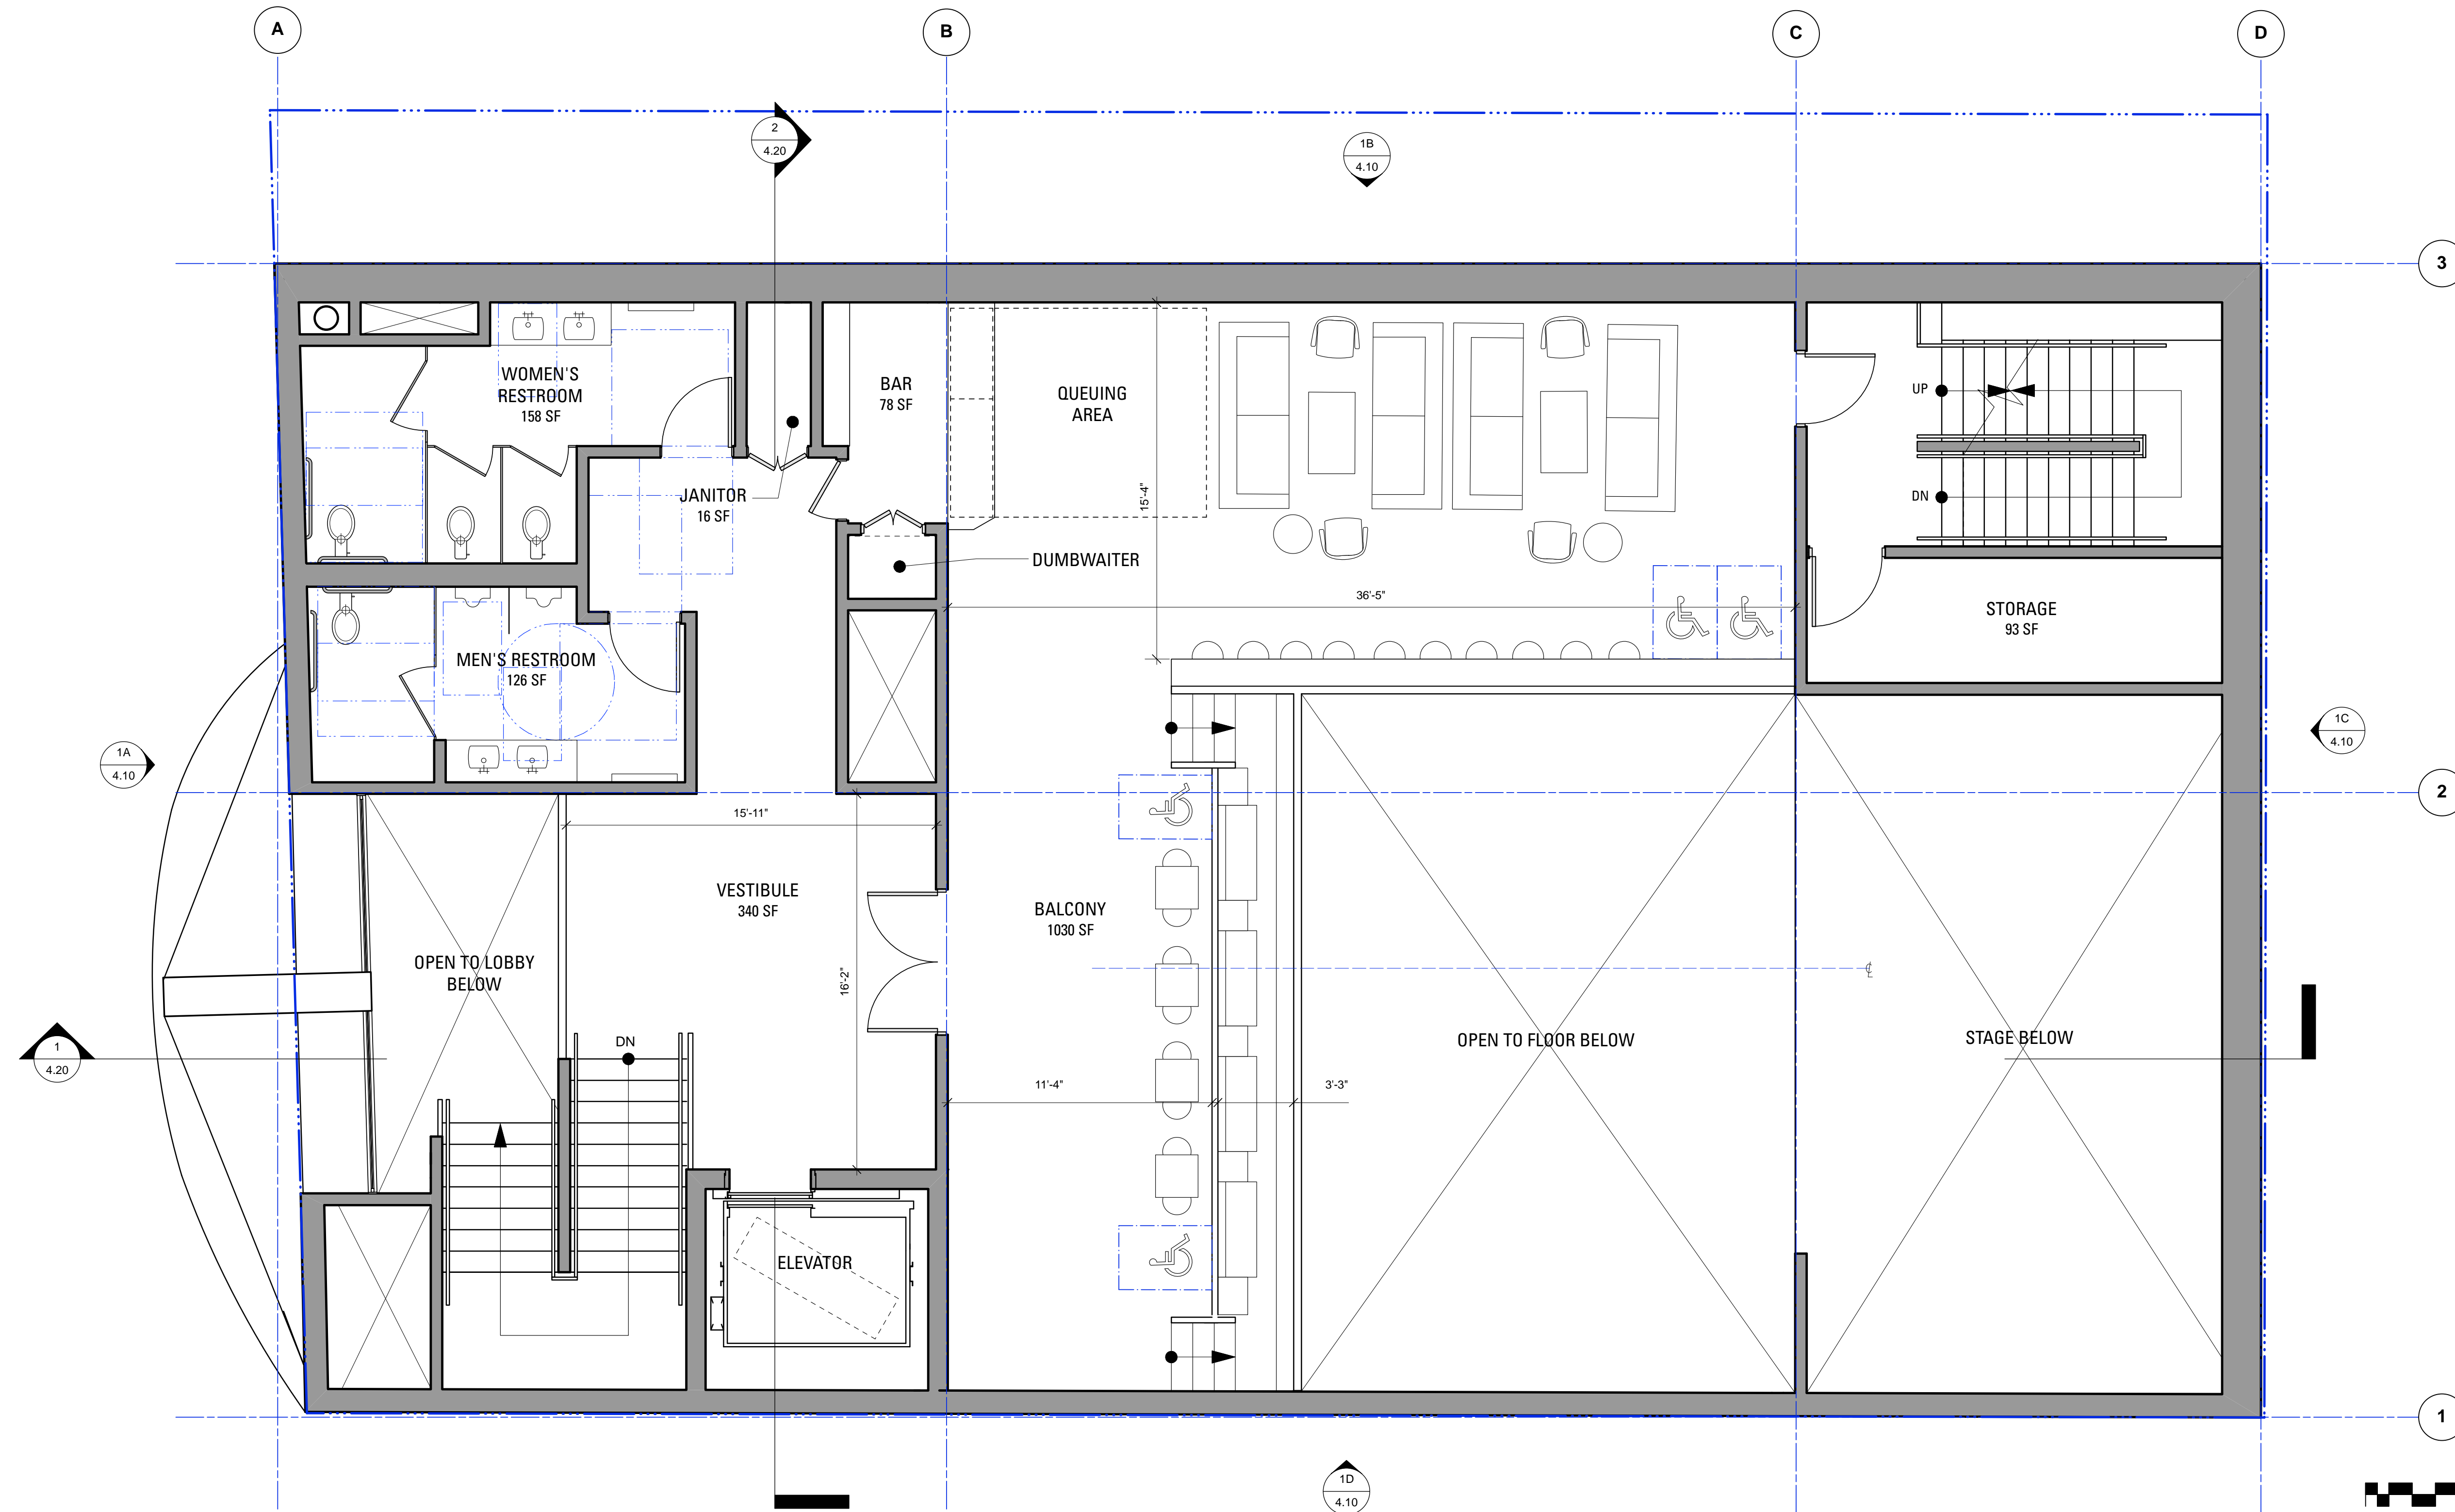 A
B
C
D
2
4.20
1B
4.10
3
WOMEN'S
RESTROOM
158 SF
BAR
78 SF
QUEUING
AREA
UP
DN
JANITOR
16 SF
15'-4"
DUMBWAITER
36'-5"
STORAGE
93 SF
MEN'S RESTROOM
126 SF
1A
4.10
1C
4.10
2
15'-11"
VESTIBULE
340 SF
BALCONY
1030 SF
OPEN TO LOBBY
BELOW
16'-2"
℄
OPEN TO FLOOR BELOW
STAGE BELOW
1
4.20
DN
11'-4"
3'-3"
ELEVATOR
1
1D
4.10